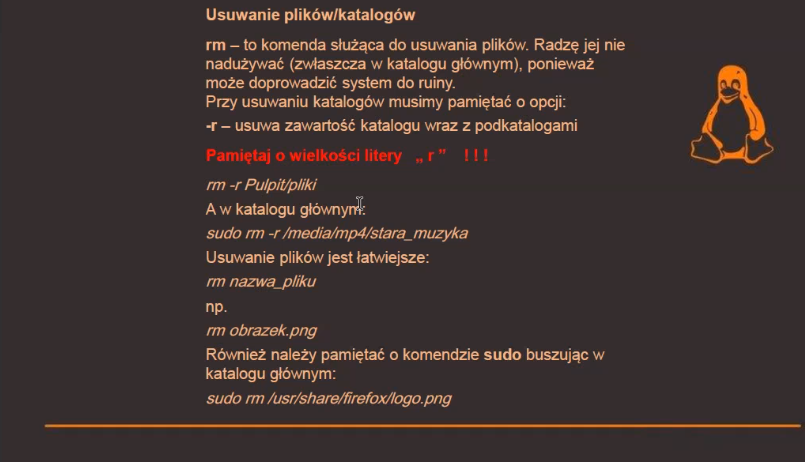 Usuwanie plików/katalogów
rm – to komenda służąca do usuwania plików. Radzę jej nie
nadużywać (zwłaszcza w katalogu głównym), ponieważ
może doprowadzić system do ruiny.
Przy usuwaniu katalogów musimy pamiętać o opcji:
-r – usuwa zawartość katalogu wraz z podkatalogami
Pamiętaj o wielkości litery „ r ” ! ! !
rm -r Pulpit/pliki
A w katalogu głównym:
sudo rm -r /media/mp4/stara_muzyka
Usuwanie plików jest łatwiejsze:
rm nazwa_pliku
np.
rm obrazek.png
Również należy pamiętać o komendzie sudo buszując w
katalogu głównym:
sudo rm /usr/share/firefox/logo.png